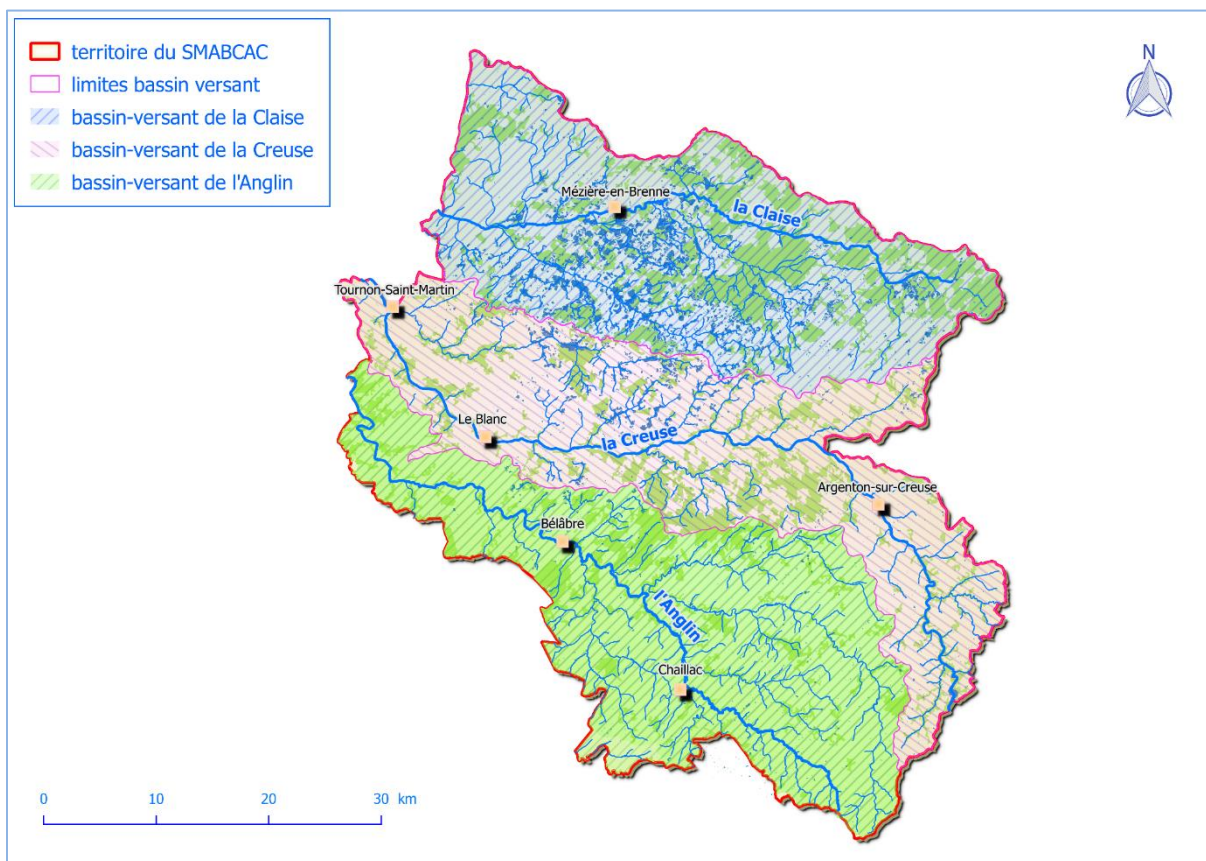 territoire du SMABCAC
limites bassin versant
bassin-versant de la Claise
bassin-versant de la Creuse
bassin-versant de l'Anglin
N
Mézière-en-Brenne
la Claise
Tournon-Saint-Martin
Le Blanc
la Creuse
Argenton-sur-Creuse
Bélâbre
l'Anglin
Chaillac
0 10 20 30 km